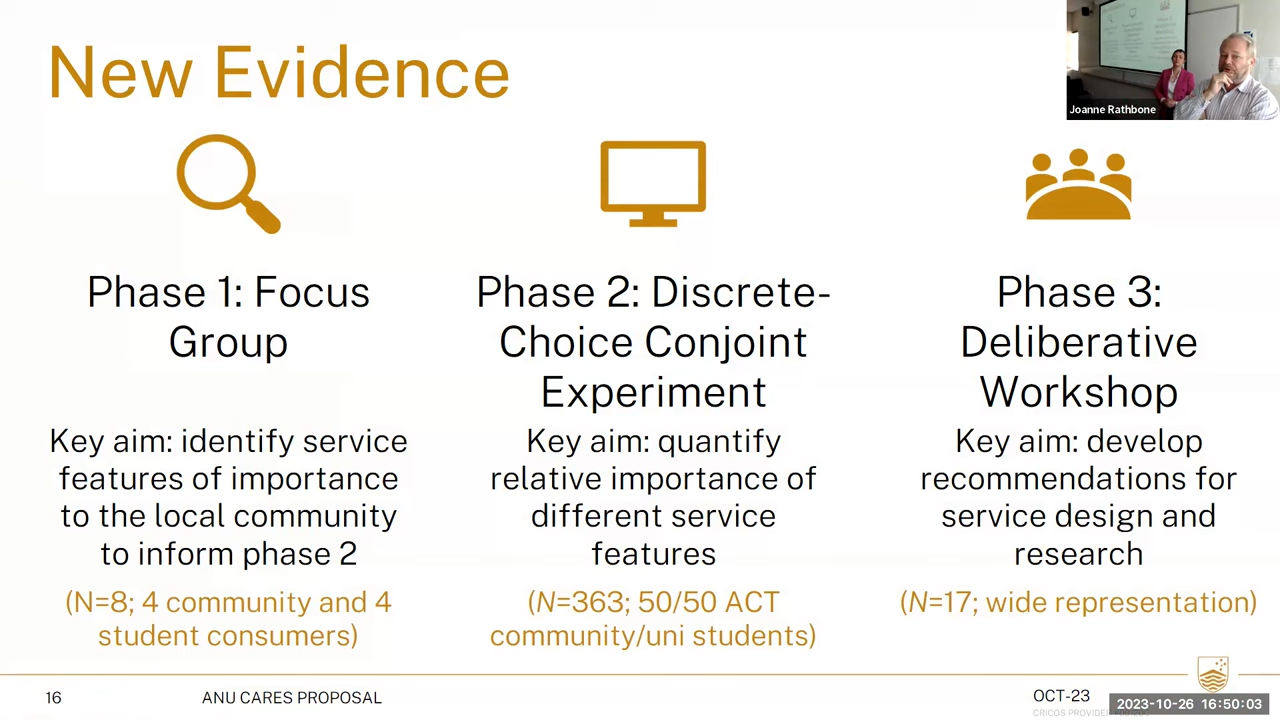 New Evidence
Joanne Rathbone
Phase 1: Focus
Group
Key aim: identify service
features of importance
to the local community
to inform phase 2
(N=8; 4 community and 4
student consumers)
Phase 2: Discrete-
Choice Conjoint
Experiment
Key aim: quantify
relative importance of
different service
features
(N=363; 50/50 ACT
community/uni students)
Phase 3:
Deliberative
Workshop
Key aim: develop
recommendations for
service design and
research
(N=17; wide representation)
16
ANU CARES PROPOSAL
OCT-23
CRICOS PROVIDER
2023-10-26 16:50:03